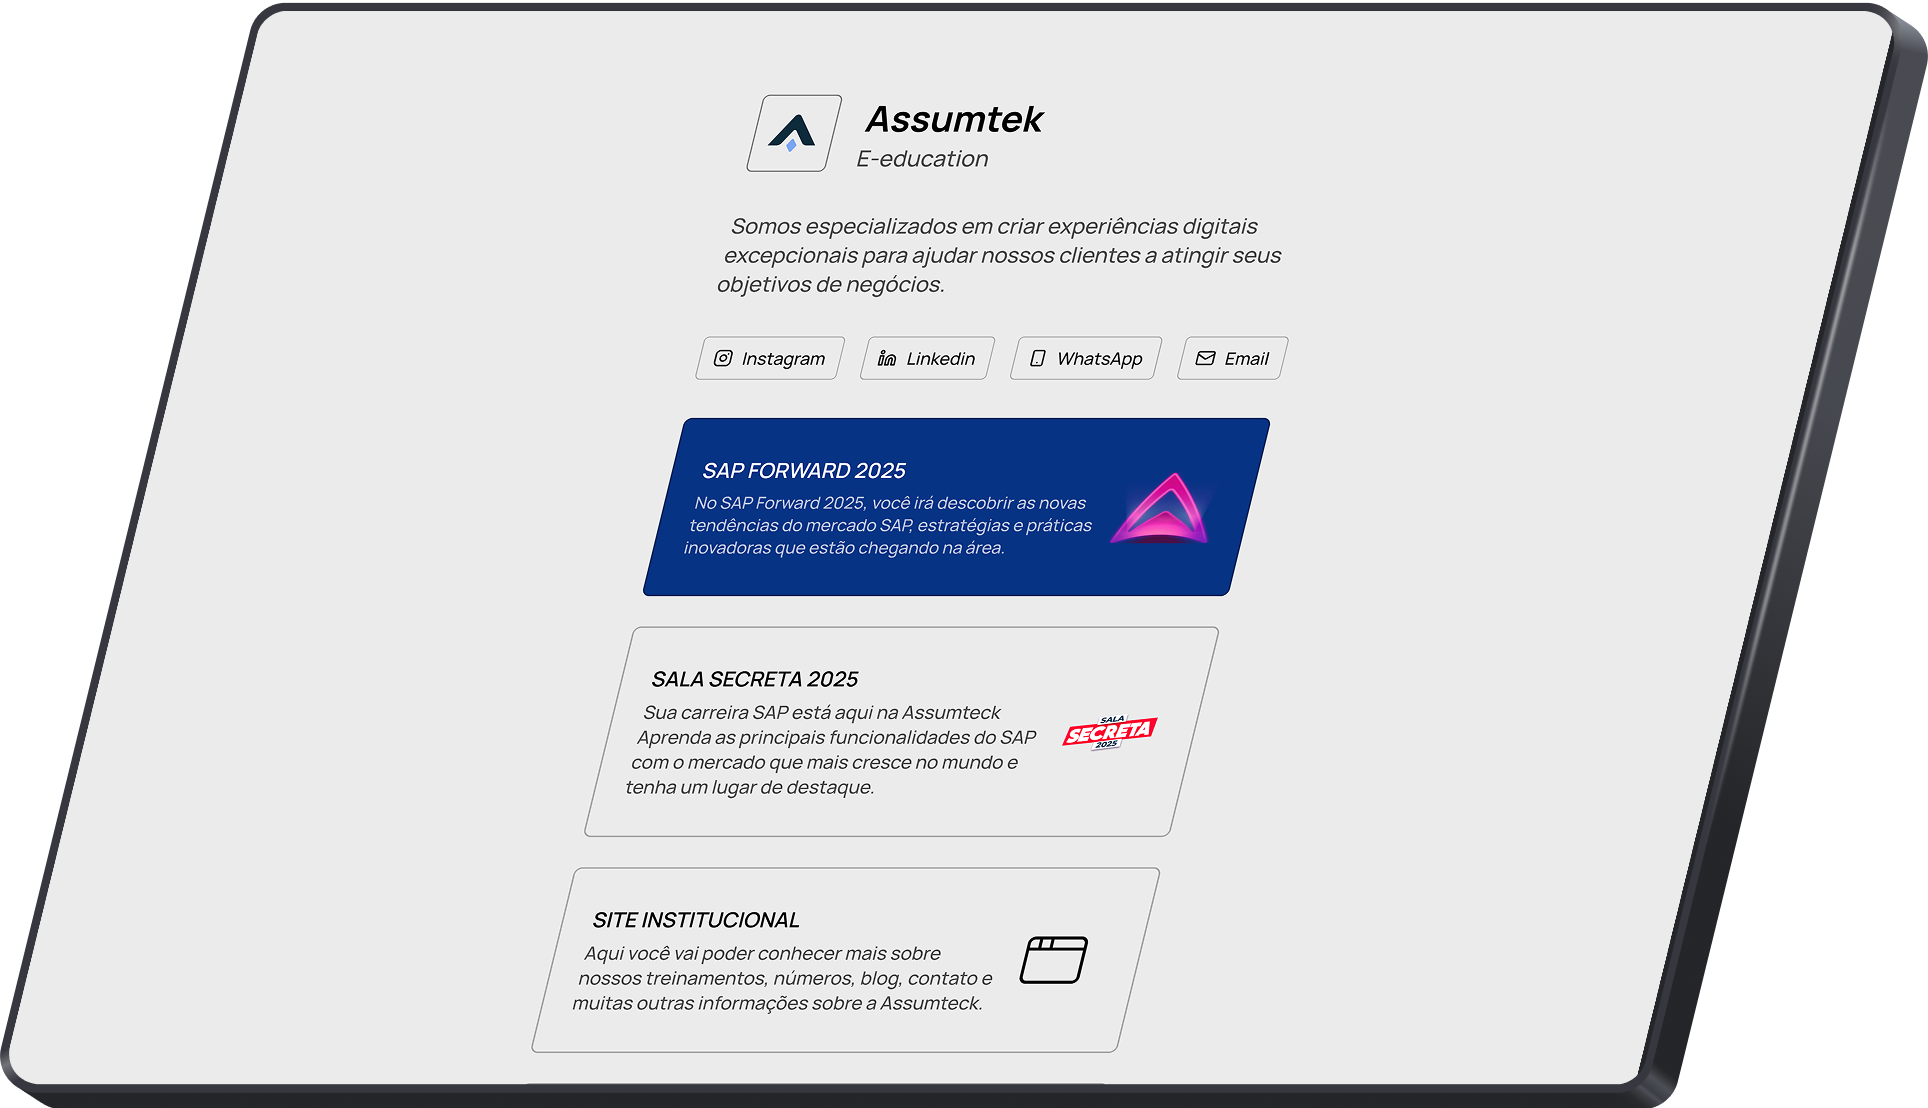 Assumtek
E-education
Somos especializados em criar experiências digitais
excepcionais para ajudar nossos clientes a atingir seus
objetivos de negócios.
Instagram
Linkedin
WhatsApp
Email
SAP FORWARD 2025
No SAP Forward 2025, você irá descobrir as novas
tendências do mercado SAP, estratégias e práticas
inovadoras que estão chegando na área.
SALA SECRETA 2025
Sua carreira SAP está aqui na Assumteck
Aprenda as principais funcionalidades do SAP
com o mercado que mais cresce no mundo e
tenha um lugar de destaque.
SALA
SECRETA
2025
SITE INSTITUCIONAL
Aqui você vai poder conhecer mais sobre
nossos treinamentos, números, blog, contato e
muitas outras informações sobre a Assumteck.